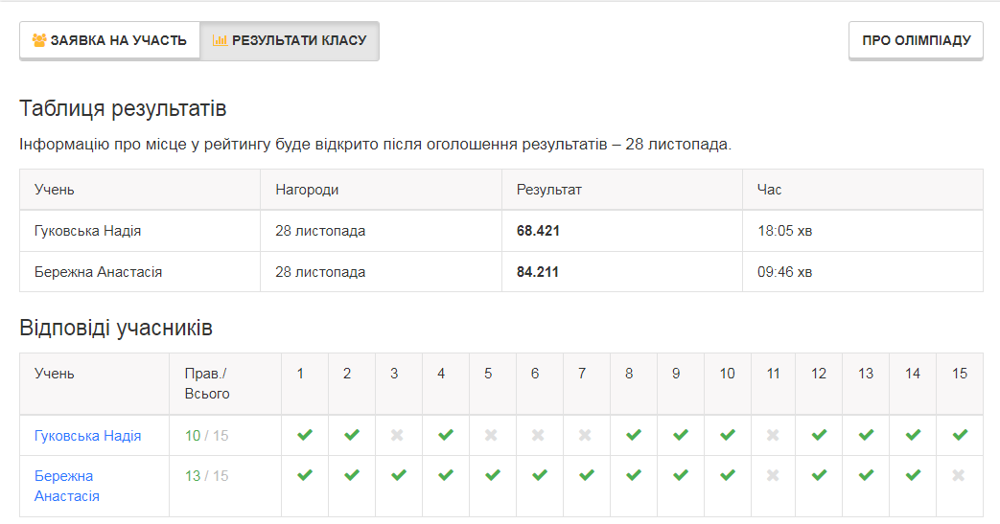 ЗАЯВКА НА УЧАСТЬ РЕЗУЛЬТАТИ КЛАСУ ПРО ОЛІМПІАДУ
Таблиця результатів
Інформацію про місце у рейтингу буде відкрито після оголошення результатів – 28 листопада.
Учень Нагороди Результат Час
Гуковська Надія 28 листопада 68.421 18:05 хв
Бережна Анастасія 28 листопада 84.211 09:46 хв
Відповіді учасників
Учень Прав./ 1 2 3 4 5 6 7 8 9 10 11 12 13 14 15
Всього
Гуковська Надія 10 / 15
Бережна 13 / 15
Анастасія